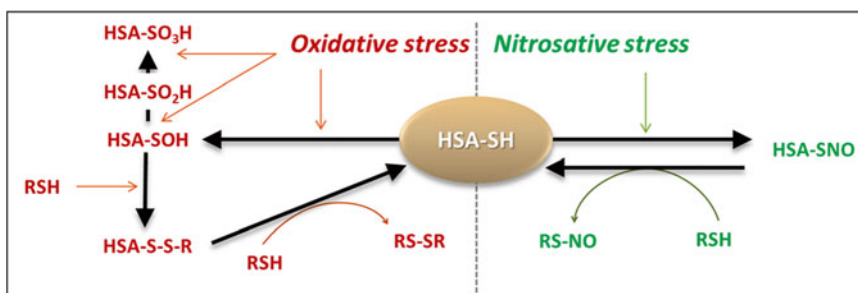 HSA-SO₃H
Oxidative stress
Nitrosative stress
HSA-SO₂H
HSA-SOH
HSA-SH
HSA-SNO
RSH
HSA-S-S-R
RSH
RS-SR
RS-NO
RSH